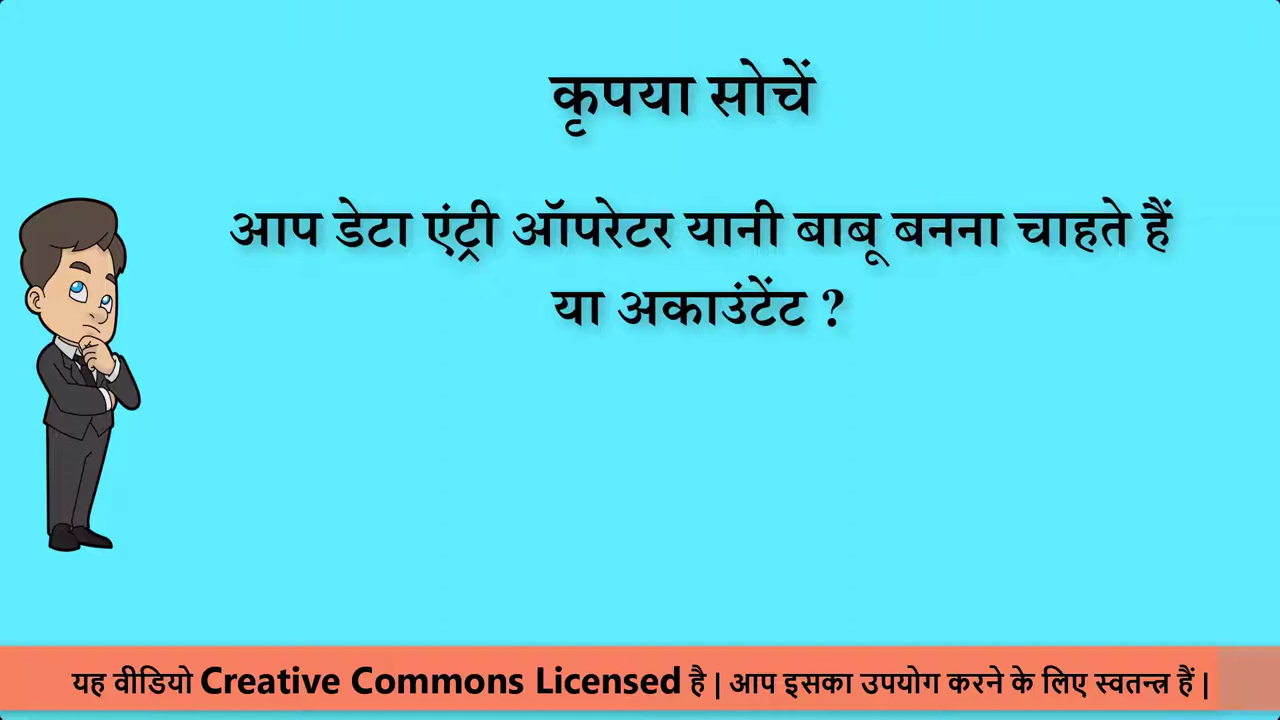 कृपया सोचें
आप डेटा एंट्री ऑपरेटर यानी बाबू बनना चाहते हैं
या अकाउंटेंट ?
यह वीडियो Creative Commons Licensed है | आप इसका उपयोग करने के लिए स्वतन्त्र हैं |